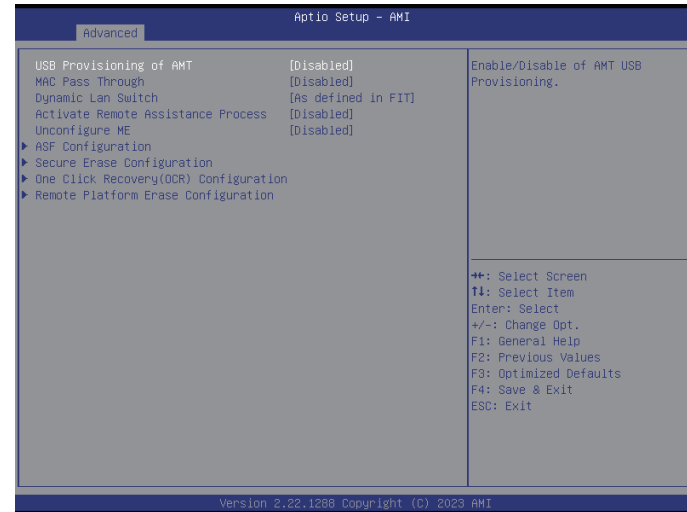 Aptio Setup – AMI
Advanced
USB Provisioning of AMT [Disabled]
MAC Pass Through [Disabled]
Dynamic Lan Switch [As defined in FIT]
Activate Remote Assistance Process [Disabled]
Unconfigure ME [Disabled]
ASF Configuration
Secure Erase Configuration
One Click Recovery(OCR) Configuration
Remote Platform Erase Configuration
Enable/Disable of AMT USB
Provisioning.
→←: Select Screen
↑↓: Select Item
Enter: Select
+/-: Change Opt.
F1: General Help
F2: Previous Values
F3: Optimized Defaults
F4: Save & Exit
ESC: Exit
Version 2.22.1288 Copyright (C) 2023 AMI